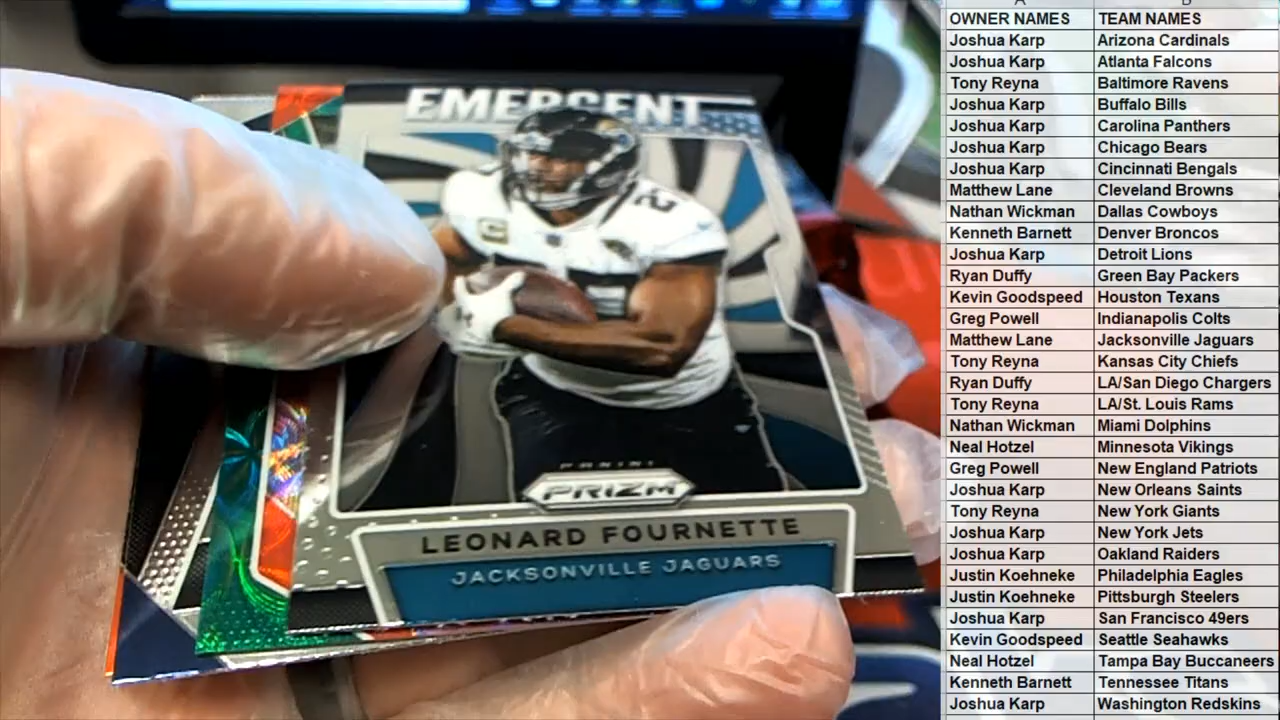 EMERGENT
2
PANINI
PRIZM
LEONARD FOURNETTE
JACKSONVILLE JAGUARS
OWNER NAMES TEAM NAMES
Joshua Karp Arizona Cardinals
Joshua Karp Atlanta Falcons
Tony Reyna Baltimore Ravens
Joshua Karp Buffalo Bills
Joshua Karp Carolina Panthers
Joshua Karp Chicago Bears
Joshua Karp Cincinnati Bengals
Matthew Lane Cleveland Browns
Nathan Wickman Dallas Cowboys
Kenneth Barnett Denver Broncos
Joshua Karp Detroit Lions
Ryan Duffy Green Bay Packers
Kevin Goodspeed Houston Texans
Greg Powell Indianapolis Colts
Matthew Lane Jacksonville Jaguars
Tony Reyna Kansas City Chiefs
Ryan Duffy LA/San Diego Chargers
Tony Reyna LA/St. Louis Rams
Nathan Wickman Miami Dolphins
Neal Hotzel Minnesota Vikings
Greg Powell New England Patriots
Joshua Karp New Orleans Saints
Tony Reyna New York Giants
Joshua Karp New York Jets
Joshua Karp Oakland Raiders
Justin Koehneke Philadelphia Eagles
Justin Koehneke Pittsburgh Steelers
Joshua Karp San Francisco 49ers
Kevin Goodspeed Seattle Seahawks
Neal Hotzel Tampa Bay Buccaneers
Kenneth Barnett Tennessee Titans
Joshua Karp Washington Redskins